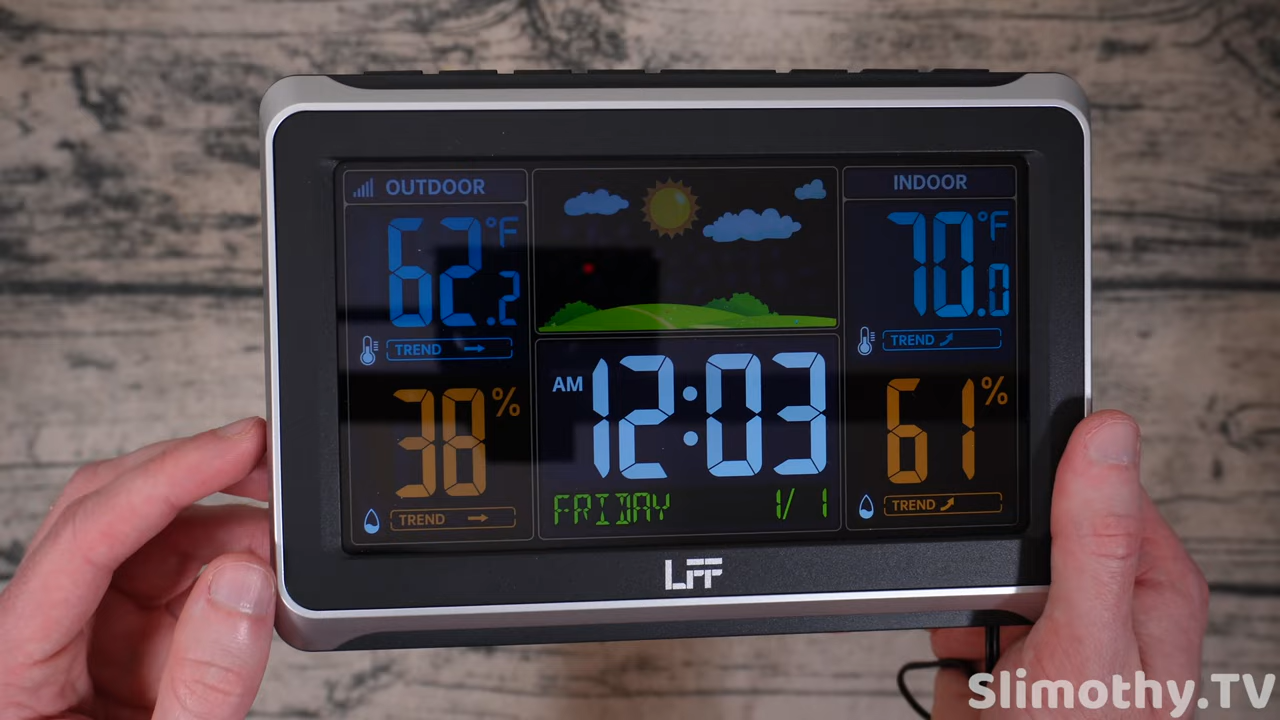 OUTDOOR
62.2 °F
TREND →
38 %
TREND →
AM 12:03
FRIDAY 1/ 1
INDOOR
70.0 °F
TREND
61 %
TREND
LFF
Slimothy.TV